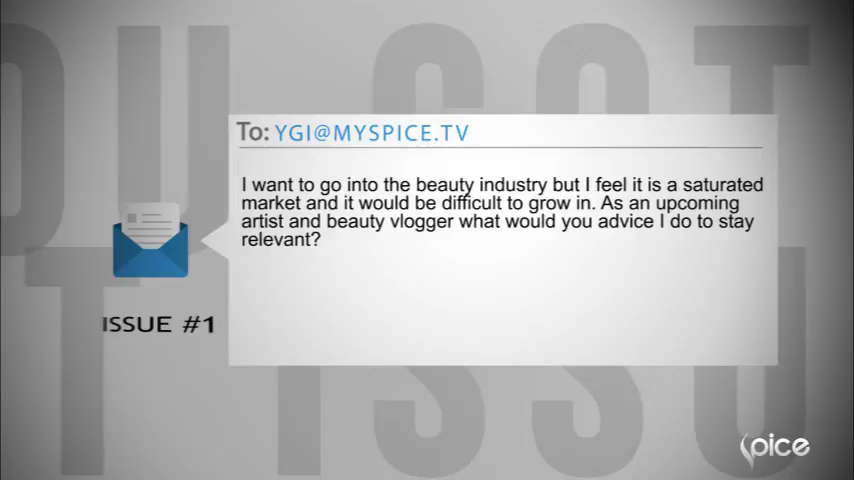 To: YGI@MYSPICE.TV
I want to go into the beauty industry but I feel it is a saturated
market and it would be difficult to grow in. As an upcoming
artist and beauty vlogger what would you advice I do to stay
relevant?
ISSUE #1
Spice